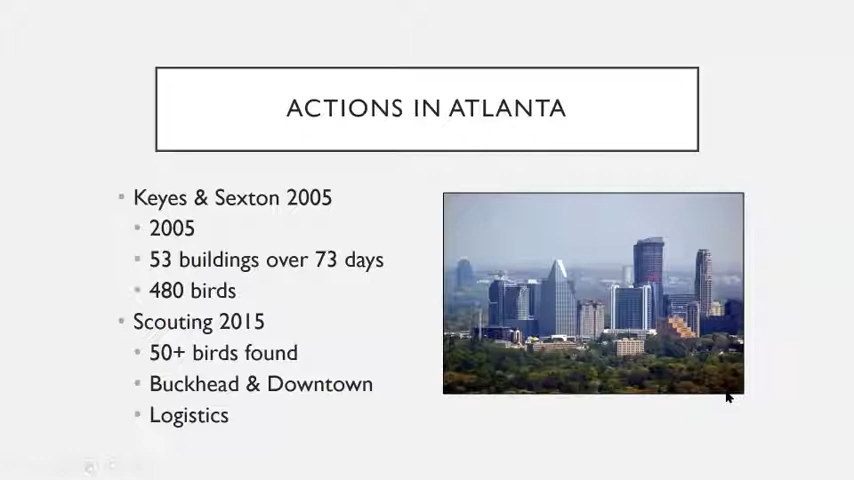 ACTIONS IN ATLANTA
Keyes & Sexton 2005
2005
53 buildings over 73 days
480 birds
Scouting 2015
50+ birds found
Buckhead & Downtown
Logistics